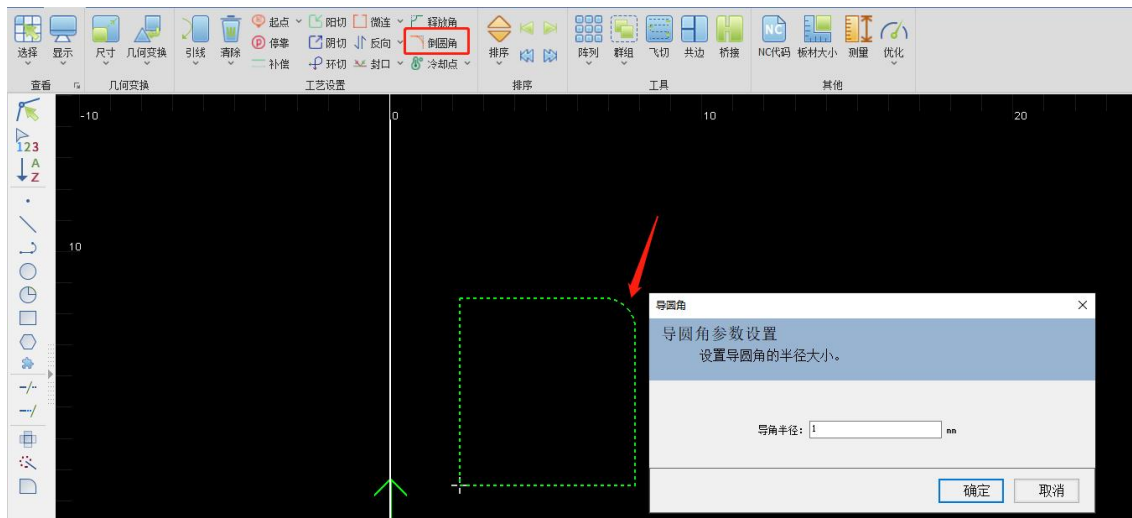 起点 阳切 微连 释放角
停靠 阴切 反向 倒圆角
补偿 环切 封口 冷却点
选择 显示 尺寸 几何变换 引线 清除 排序 阵列 群组 飞切 共边 桥接 NC NC代码 板材大小 测量 优化
查看 几何变换 工艺设置 排序 工具 其他
-10 0 10 20
123
A
Z
10
导圆角
导圆角参数设置
设置导圆角的半径大小。
导角半径: 1 mm
确定 取消